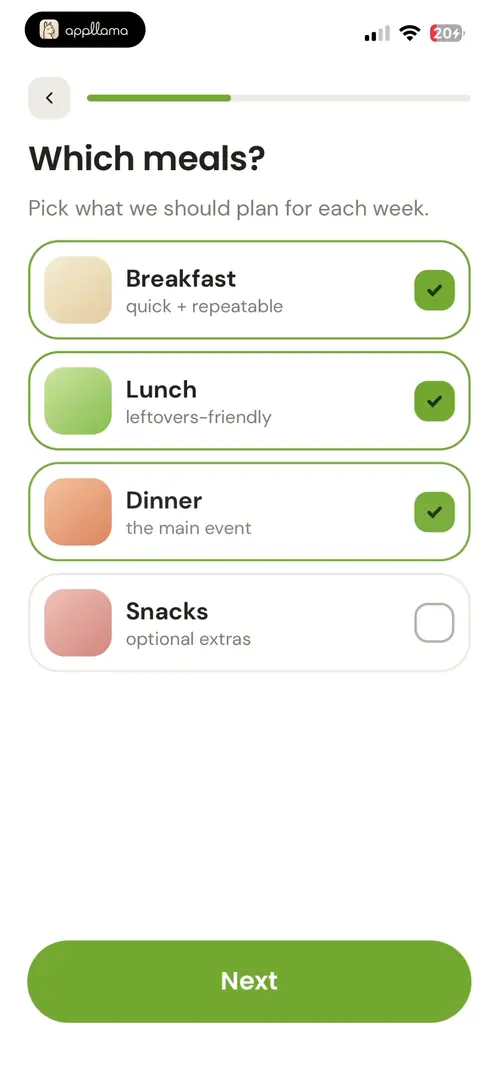 appllama
20
Which meals?
Pick what we should plan for each week.
Breakfast
quick + repeatable
Lunch
leftovers-friendly
Dinner
the main event
Snacks
optional extras
Next